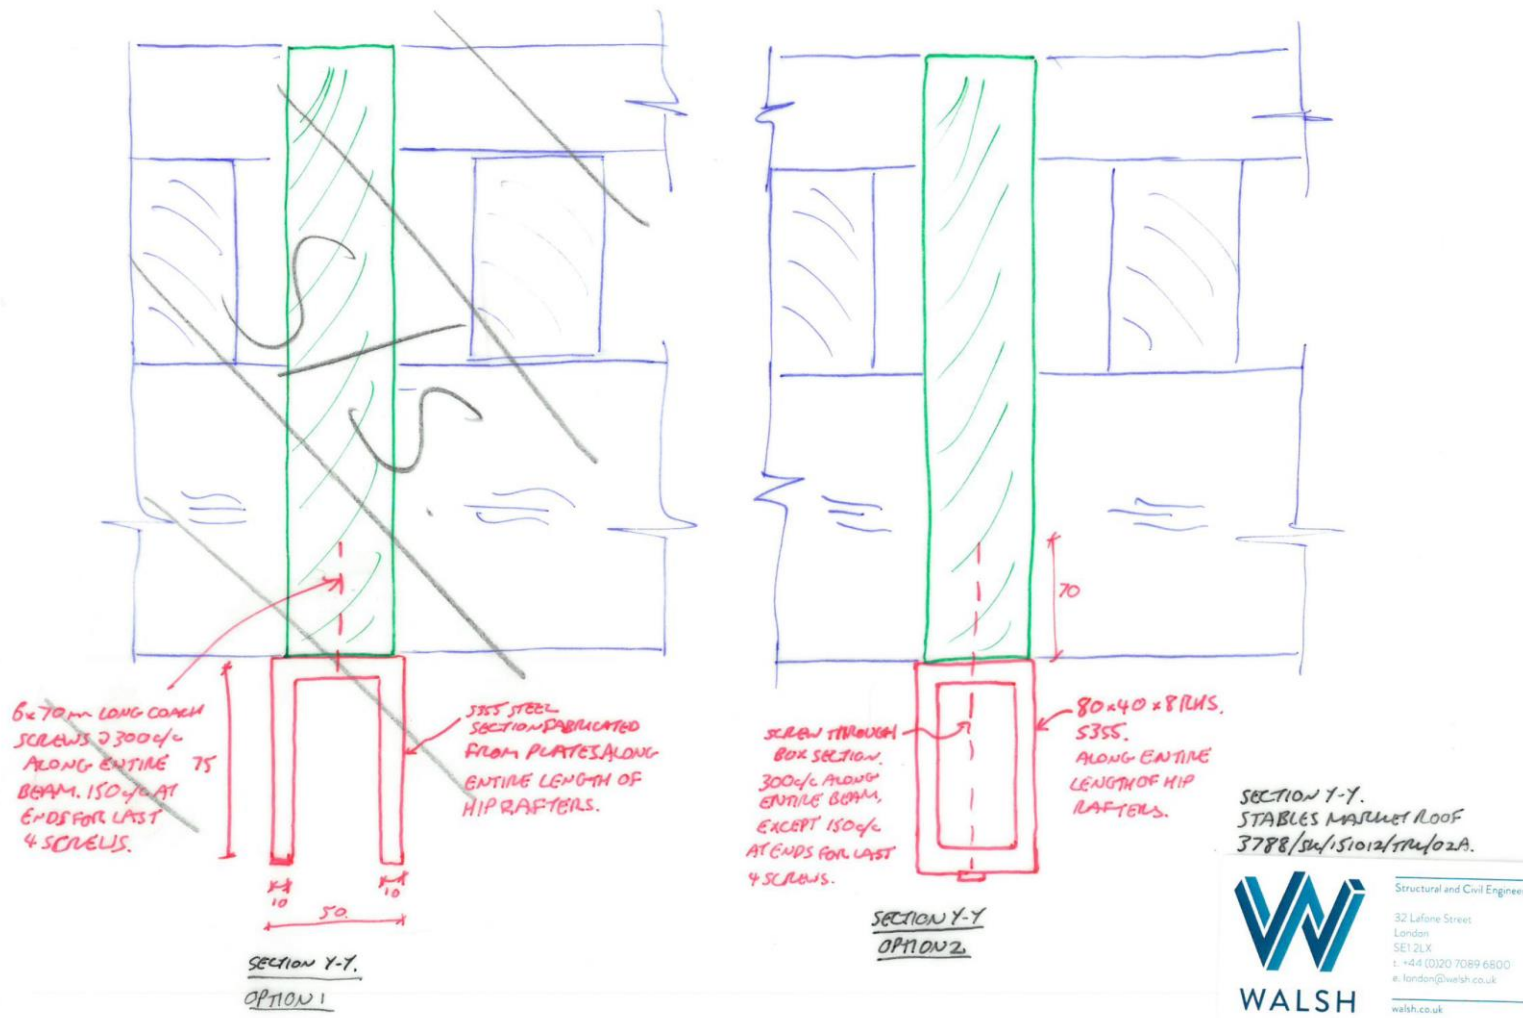 S/S
6x70mm LONG COACH
SCREWS @ 300c/c
ALONG ENTIRE
BEAM. 150c/c AT
ENDS FOR LAST
4 SCREWS.
75
S355 STEEL
SECTION FABRICATED
FROM PLATES ALONG
ENTIRE LENGTH OF
HIP RAFTERS.
10
10
50.
SECTION Y-Y.
OPTION 1
70
SCREW THROUGH
BOX SECTION.
300c/c ALONG
ENTIRE BEAM,
EXCEPT 150c/c
AT ENDS FOR LAST
4 SCREWS.
80x40x8 RHS.
S355.
ALONG ENTIRE
LENGTH OF HIP
RAFTERS.
SECTION Y-Y
OPTION 2
SECTION Y-Y.
STABLES MARKET ROOF
3788/SK/151012/TRM/02A.
WALSH
Structural and Civil Enginee
32 Lafone Street
London
SE1 2LX
t. +44 (0)20 7089 6800
e. london@walsh.co.uk
walsh.co.uk